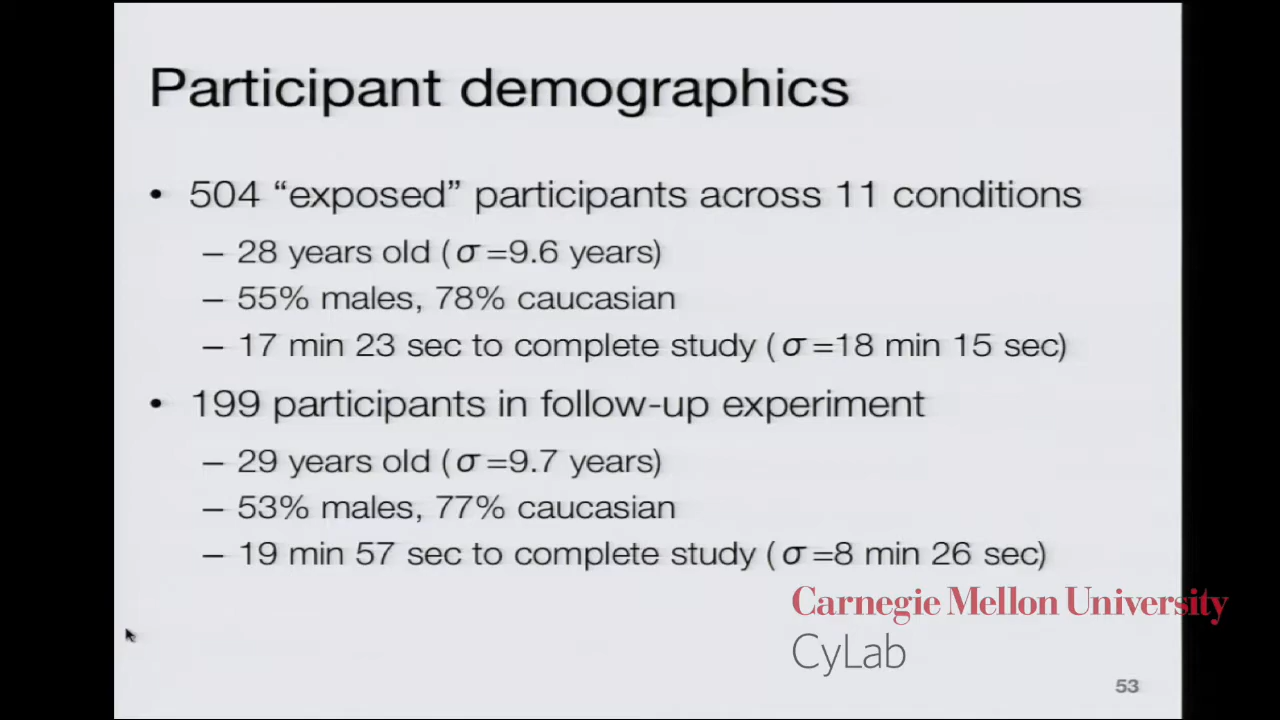 Participant demographics
• 504 “exposed” participants across 11 conditions
– 28 years old (σ=9.6 years)
– 55% males, 78% caucasian
– 17 min 23 sec to complete study (σ=18 min 15 sec)
• 199 participants in follow-up experiment
– 29 years old (σ=9.7 years)
– 53% males, 77% caucasian
– 19 min 57 sec to complete study (σ=8 min 26 sec)
Carnegie Mellon University
CyLab
53